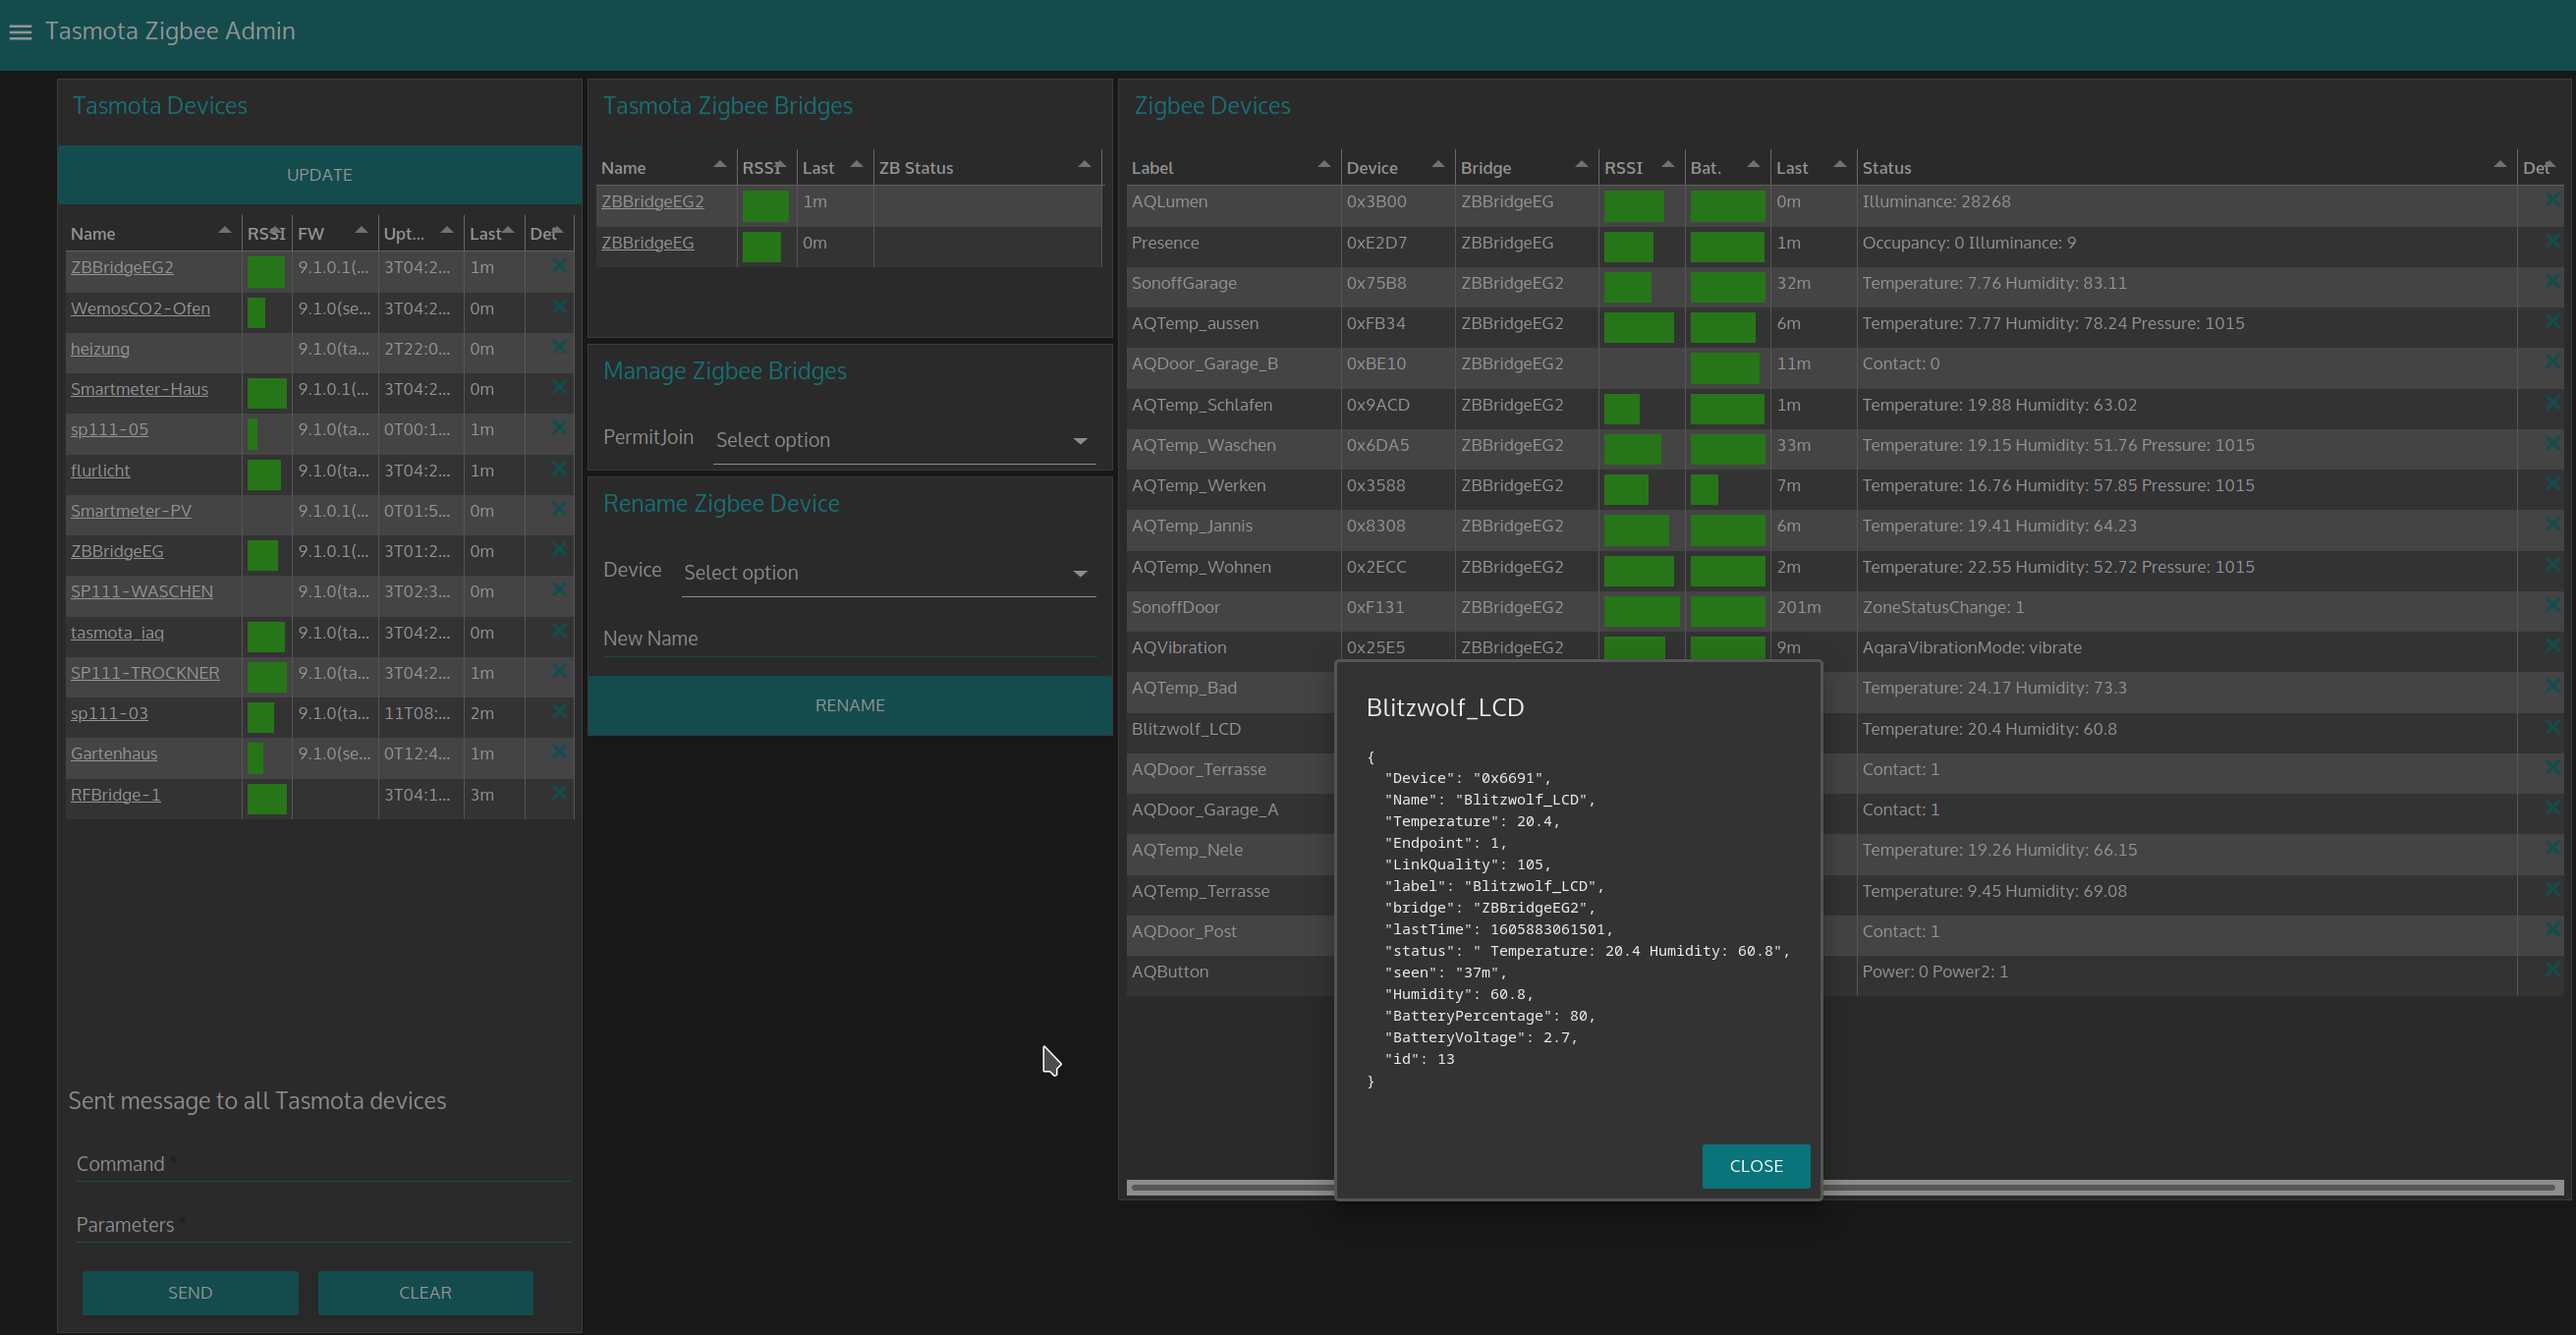 Tasmota Zigbee Admin
Tasmota Devices
UPDATE
Name RSSI FW Upt... Last Del
ZBBridgeEG2 9.1.0.1(... 3T04:2... 1m
WemosCO2-Ofen 9.1.0(se... 3T04:2... 0m
heizung 9.1.0(ta... 2T22:0... 0m
Smartmeter-Haus 9.1.0.1(... 3T04:2... 0m
sp111-05 9.1.0(ta... 0T00:1... 1m
flurlicht 9.1.0(ta... 3T04:2... 1m
Smartmeter-PV 9.1.0.1(... 0T01:5... 0m
ZBBridgeEG 9.1.0.1(... 3T01:2... 0m
SP111-WASCHEN 9.1.0(ta... 3T02:3... 0m
tasmota_iaq 9.1.0(ta... 3T04:2... 0m
SP111-TROCKNER 9.1.0(ta... 3T04:2... 1m
sp111-03 9.1.0(ta... 11T08:... 2m
Gartenhaus 9.1.0(se... 0T12:4... 1m
RFBridge-1 3T04:1... 3m
Sent message to all Tasmota devices
Command *
Parameters *
SEND CLEAR
Tasmota Zigbee Bridges
Name RSSI Last ZB Status
ZBBridgeEG2 1m
ZBBridgeEG 0m
Manage Zigbee Bridges
PermitJoin Select option
Rename Zigbee Device
Device Select option
New Name
RENAME
Zigbee Devices
Label Device Bridge RSSI Bat. Last Status Del
AQLumen 0x3B00 ZBBridgeEG 0m Illuminance: 28268
Presence 0xE2D7 ZBBridgeEG 1m Occupancy: 0 Illuminance: 9
SonoffGarage 0x75B8 ZBBridgeEG2 32m Temperature: 7.76 Humidity: 83.11
AQTemp_aussen 0xFB34 ZBBridgeEG2 6m Temperature: 7.77 Humidity: 78.24 Pressure: 1015
AQDoor_Garage_B 0xBE10 ZBBridgeEG2 11m Contact: 0
AQTemp_Schlafen 0x9ACD ZBBridgeEG2 1m Temperature: 19.88 Humidity: 63.02
AQTemp_Waschen 0x6DA5 ZBBridgeEG2 33m Temperature: 19.15 Humidity: 51.76 Pressure: 1015
AQTemp_Werken 0x3588 ZBBridgeEG2 7m Temperature: 16.76 Humidity: 57.85 Pressure: 1015
AQTemp_Jannis 0x8308 ZBBridgeEG2 6m Temperature: 19.41 Humidity: 64.23
AQTemp_Wohnen 0x2ECC ZBBridgeEG2 2m Temperature: 22.55 Humidity: 52.72 Pressure: 1015
SonoffDoor 0xF131 ZBBridgeEG2 201m ZoneStatusChange: 1
AQVibration 0x25E5 ZBBridgeEG2 9m AqaraVibrationMode: vibrate
AQTemp_Bad Temperature: 24.17 Humidity: 73.3
Blitzwolf_LCD Temperature: 20.4 Humidity: 60.8
AQDoor_Terrasse Contact: 1
AQDoor_Garage_A Contact: 1
AQTemp_Nele Temperature: 19.26 Humidity: 66.15
AQTemp_Terrasse Temperature: 9.45 Humidity: 69.08
AQDoor_Post Contact: 1
AQButton Power: 0 Power2: 1
Blitzwolf_LCD
{
"Device": "0x6691",
"Name": "Blitzwolf_LCD",
"Temperature": 20.4,
"Endpoint": 1,
"LinkQuality": 105,
"label": "Blitzwolf_LCD",
"bridge": "ZBBridgeEG2",
"lastTime": 1605883061501,
"status": " Temperature: 20.4 Humidity: 60.8",
"seen": "37m",
"Humidity": 60.8,
"BatteryPercentage": 80,
"BatteryVoltage": 2.7,
"id": 13
}
CLOSE